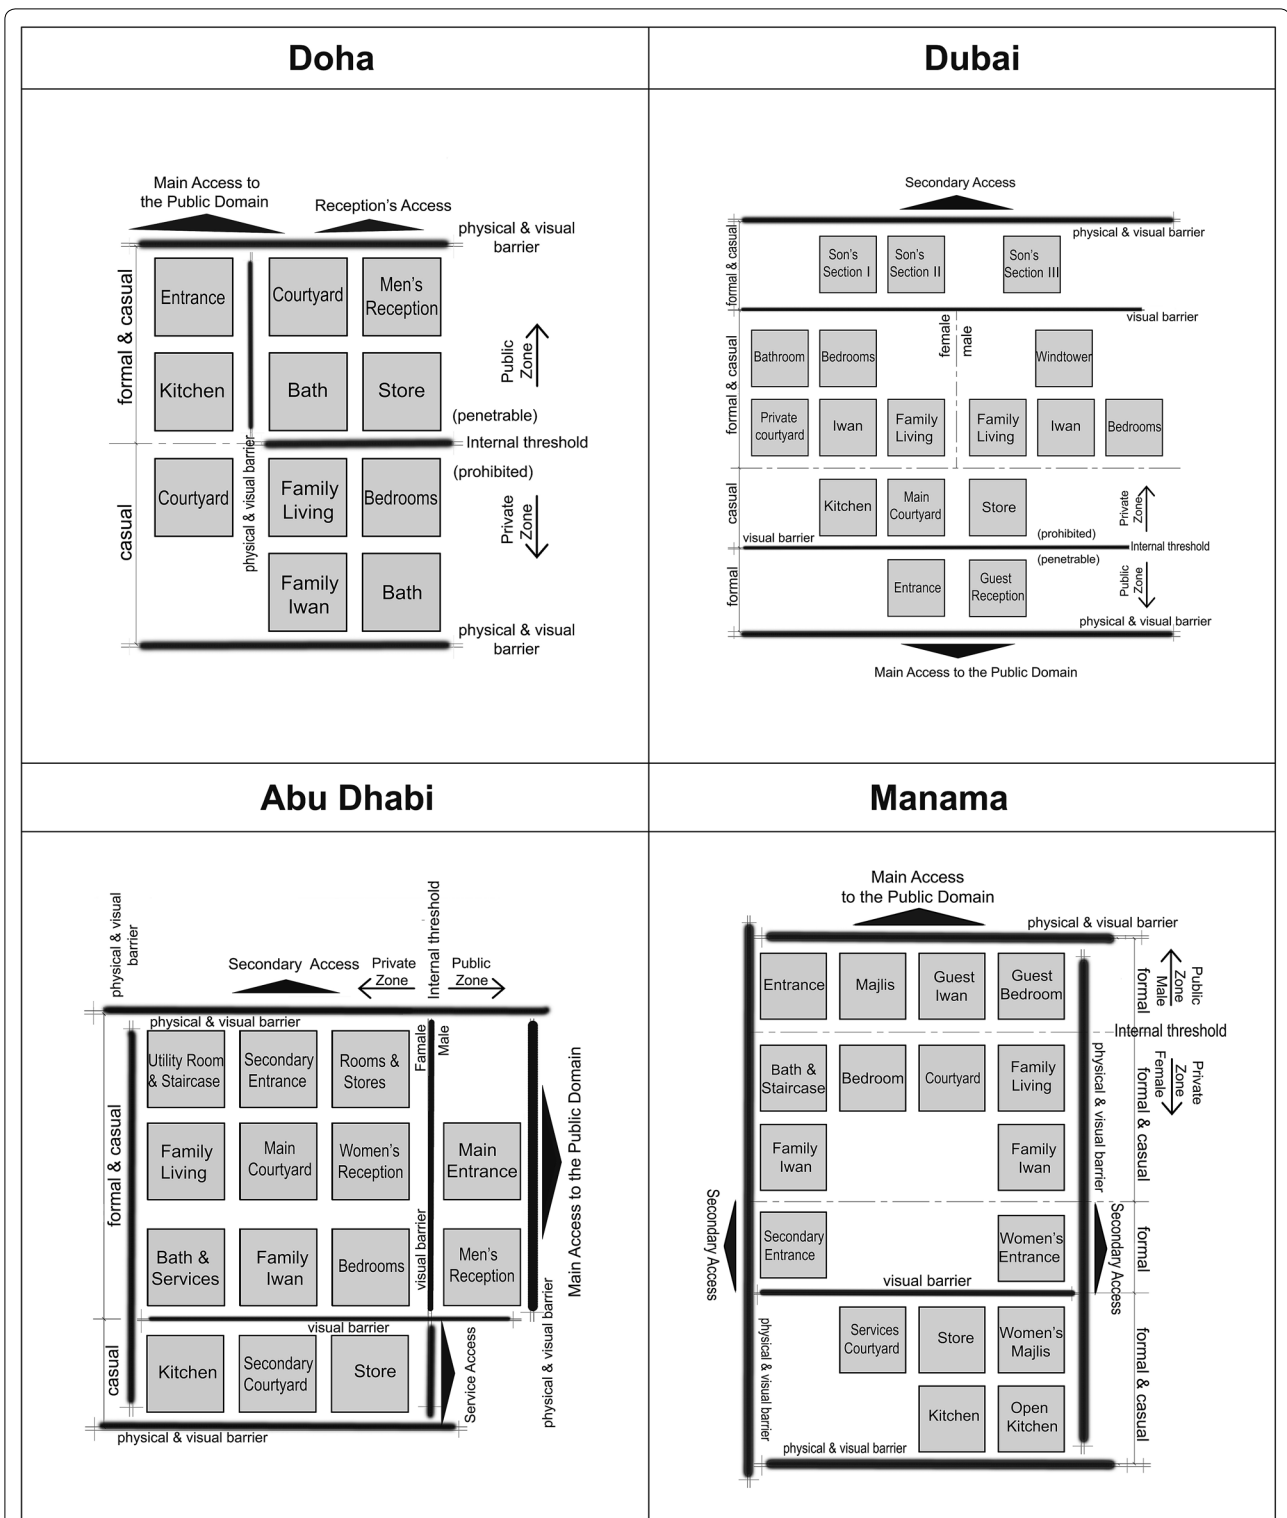 Doha
Main Access to
the Public Domain
Reception's Access
physical & visual
barrier
formal & casual
Entrance
Courtyard
Men's
Reception
Kitchen
Bath
Store
Public
Zone
(penetrable)
Internal threshold
(prohibited)
physical & visual barrier
casual
Courtyard
Family
Living
Bedrooms
Private
Zone
Family
Iwan
Bath
physical & visual
barrier
Dubai
Secondary Access
physical & visual barrier
formal & casual
Son's
Section I
Son's
Section II
Son's
Section III
visual barrier
female
male
formal & casual
Bathroom
Bedrooms
Windtower
Private
courtyard
Iwan
Family
Living
Family
Living
Iwan
Bedrooms
casual
Kitchen
Main
Courtyard
Store
Private
Zone
(prohibited)
visual barrier
Internal threshold
(penetrable)
formal
Entrance
Guest
Reception
Public
Zone
physical & visual barrier
Main Access to the Public Domain
Abu Dhabi
physical & visual
barrier
Secondary Access
Private
Zone
Internal threshold
Public
Zone
physical & visual barrier
Famale
Male
Utility Room
& Staircase
Secondary
Entrance
Rooms &
Stores
formal & casual
Family
Living
Main
Courtyard
Women's
Reception
Main
Entrance
Main Access to the Public Domain
Bath &
Services
Family
Iwan
Bedrooms
visual barrier
Men's
Reception
visual barrier
casual
Kitchen
Secondary
Courtyard
Store
Service Access
physical & visual barrier
physical & visual barrier
Manama
Main Access
to the Public Domain
physical & visual barrier
Entrance
Majlis
Guest
Iwan
Guest
Bedroom
formal
Male
Zone
Public
Internal threshold
Bath &
Staircase
Bedroom
Courtyard
Family
Living
physical & visual barrier
formal & casual
Female
Zone
Private
Family
Iwan
Family
Iwan
Secondary Access
Secondary
Entrance
Women's
Entrance
Secondary Access
formal
visual barrier
physical & visual barrier
Services
Courtyard
Store
Women's
Majlis
formal & casual
Kitchen
Open
Kitchen
physical & visual barrier